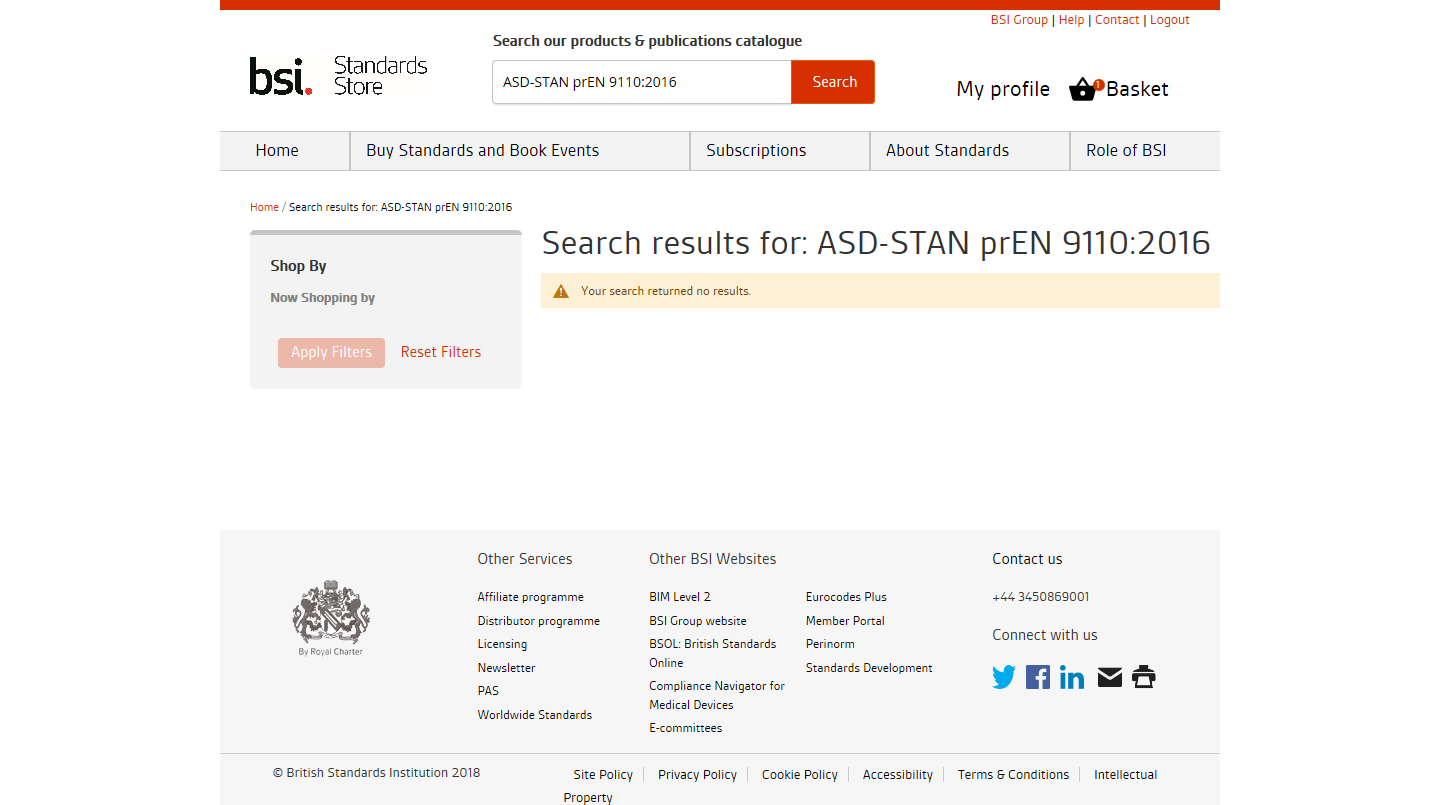 BSI Group | Help | Contact | Logout
Search our products & publications catalogue
bsi. Standards Store
ASD-STAN prEN 9110:2016 Search
My profile 1 Basket
Home Buy Standards and Book Events Subscriptions About Standards Role of BSI
Home / Search results for: ASD-STAN prEN 9110:2016
Search results for: ASD-STAN prEN 9110:2016
Shop By
Now Shopping by
Apply Filters Reset Filters
Your search returned no results.
By Royal Charter
Other Services
Affiliate programme
Distributor programme
Licensing
Newsletter
PAS
Worldwide Standards
Other BSI Websites
BIM Level 2
BSI Group website
BSOL: British Standards
Online
Compliance Navigator for
Medical Devices
E-committees
Eurocodes Plus
Member Portal
Perinorm
Standards Development
Contact us
+44 3450869001
Connect with us
© British Standards Institution 2018
Site Policy Privacy Policy Cookie Policy Accessibility Terms & Conditions Intellectual
Property